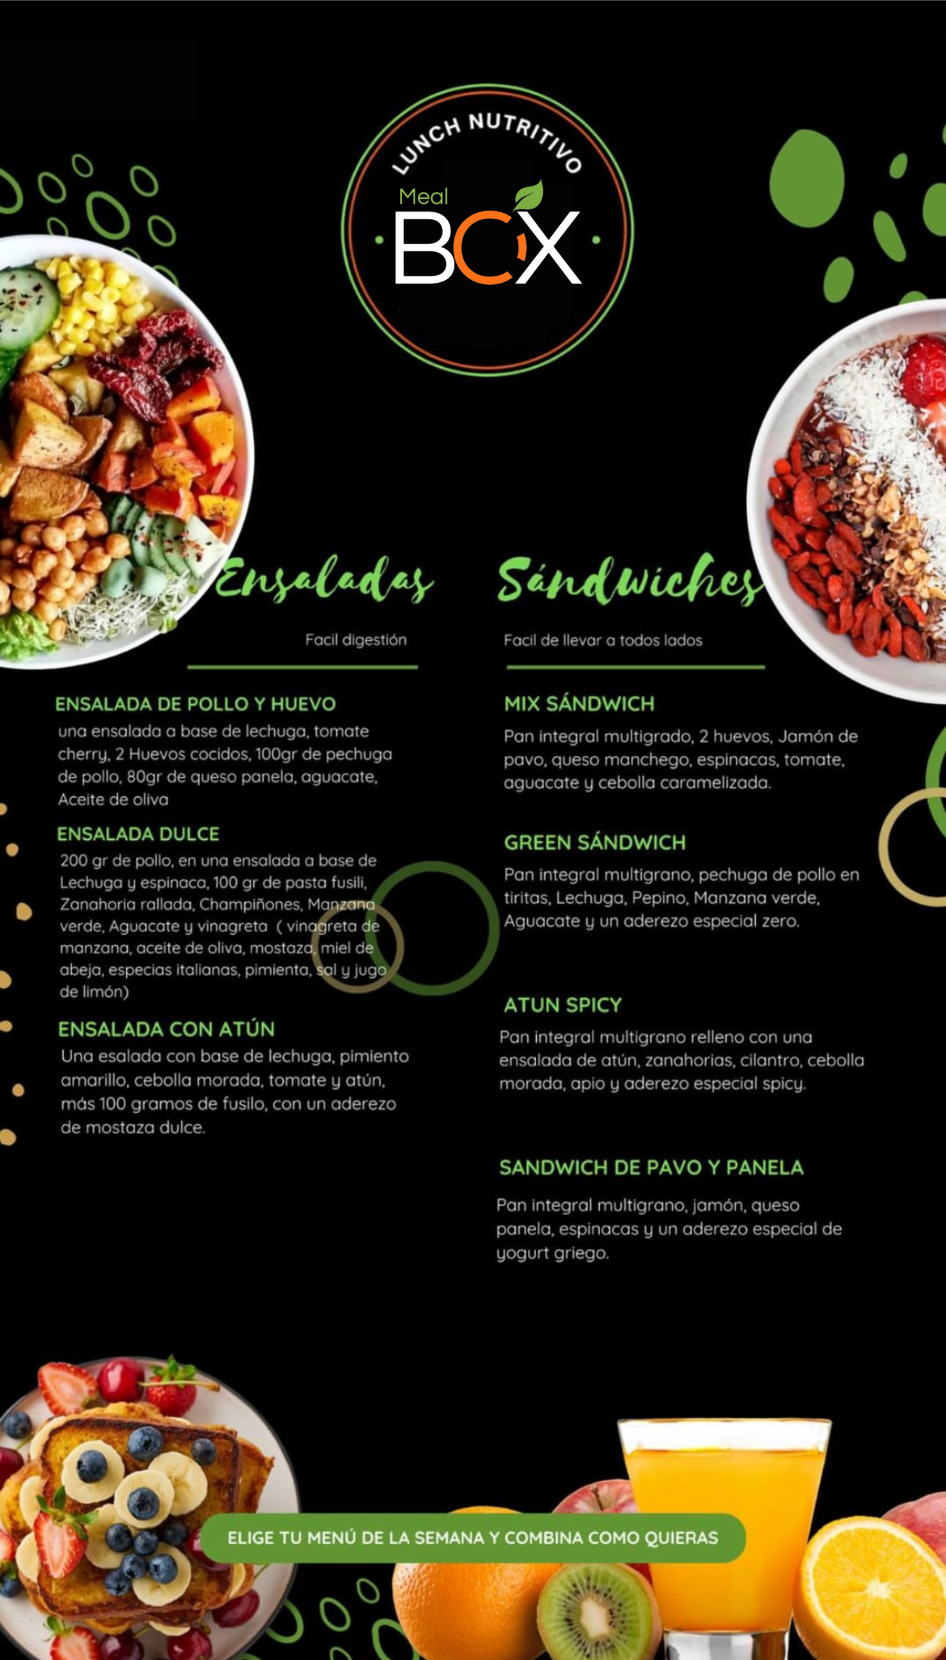 LUNCH NUTRITIVO
Meal
BOX
Ensaladas
Facil digestión
ENSALADA DE POLLO Y HUEVO
una ensalada a base de lechuga, tomate
cherry, 2 Huevos cocidos, 100gr de pechuga
de pollo, 80gr de queso panela, aguacate,
Aceite de oliva
ENSALADA DULCE
200 gr de pollo, en una ensalada a base de
Lechuga y espinaca, 100 gr de pasta fusili,
Zanahoria rallada, Champiñones, Manzana
verde, Aguacate y vinagreta ( vinagreta de
manzana, aceite de oliva, mostaza, miel de
abeja, especias italianas, pimienta, sal y jugo
de limón)
ENSALADA CON ATÚN
Una esalada con base de lechuga, pimiento
amarillo, cebolla morada, tomate y atún,
más 100 gramos de fusilo, con un aderezo
de mostaza dulce.
Sándwiches
Facil de llevar a todos lados
MIX SÁNDWICH
Pan integral multigrado, 2 huevos, Jamón de
pavo, queso manchego, espinacas, tomate,
aguacate y cebolla caramelizada.
GREEN SÁNDWICH
Pan integral multigrano, pechuga de pollo en
tiritas, Lechuga, Pepino, Manzana verde,
Aguacate y un aderezo especial zero.
ATUN SPICY
Pan integral multigrano relleno con una
ensalada de atún, zanahorias, cilantro, cebolla
morada, apio y aderezo especial spicy.
SANDWICH DE PAVO Y PANELA
Pan integral multigrano, jamón, queso
panela, espinacas y un aderezo especial de
yogurt griego.
ELIGE TU MENÚ DE LA SEMANA Y COMBINA COMO QUIERAS